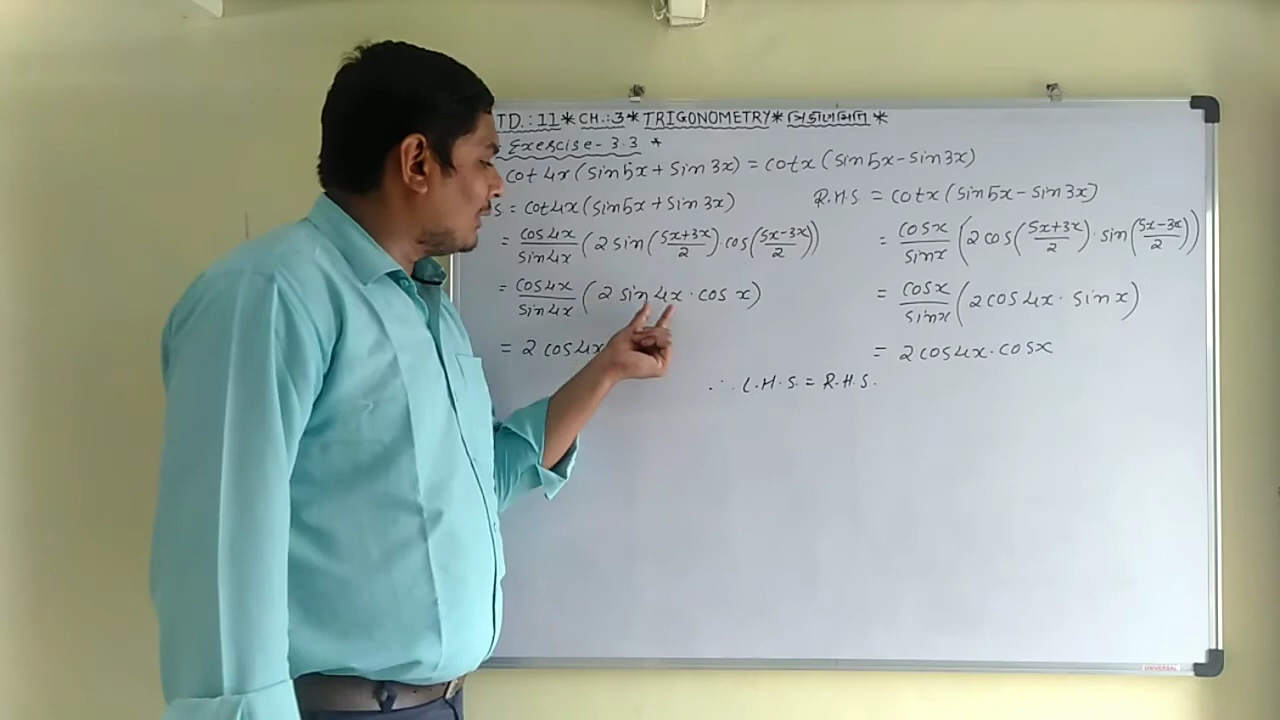 TD.: 11 * CH.: 3 * TRIGONOMETRY * ত্রিকোণমিতি *
Exercise - 3.3 *
cot 4x (sin 5x + sin 3x) = cot x (sin 5x - sin 3x)
S = cot 4x (sin 5x + sin 3x)
= cos 4x / sin 4x (2 sin (5x+3x / 2) · cos (5x-3x / 2))
= cos 4x / sin 4x (2 sin 4x · cos x)
= 2 cos 4x
R.H.S = cot x (sin 5x - sin 3x)
= cos x / sin x (2 cos (5x+3x / 2) · sin (5x-3x / 2))
= cos x / sin x (2 cos 4x · sin x)
= 2 cos 4x · cos x
∴ L.H.S. = R.H.S.
UNIVERSAL